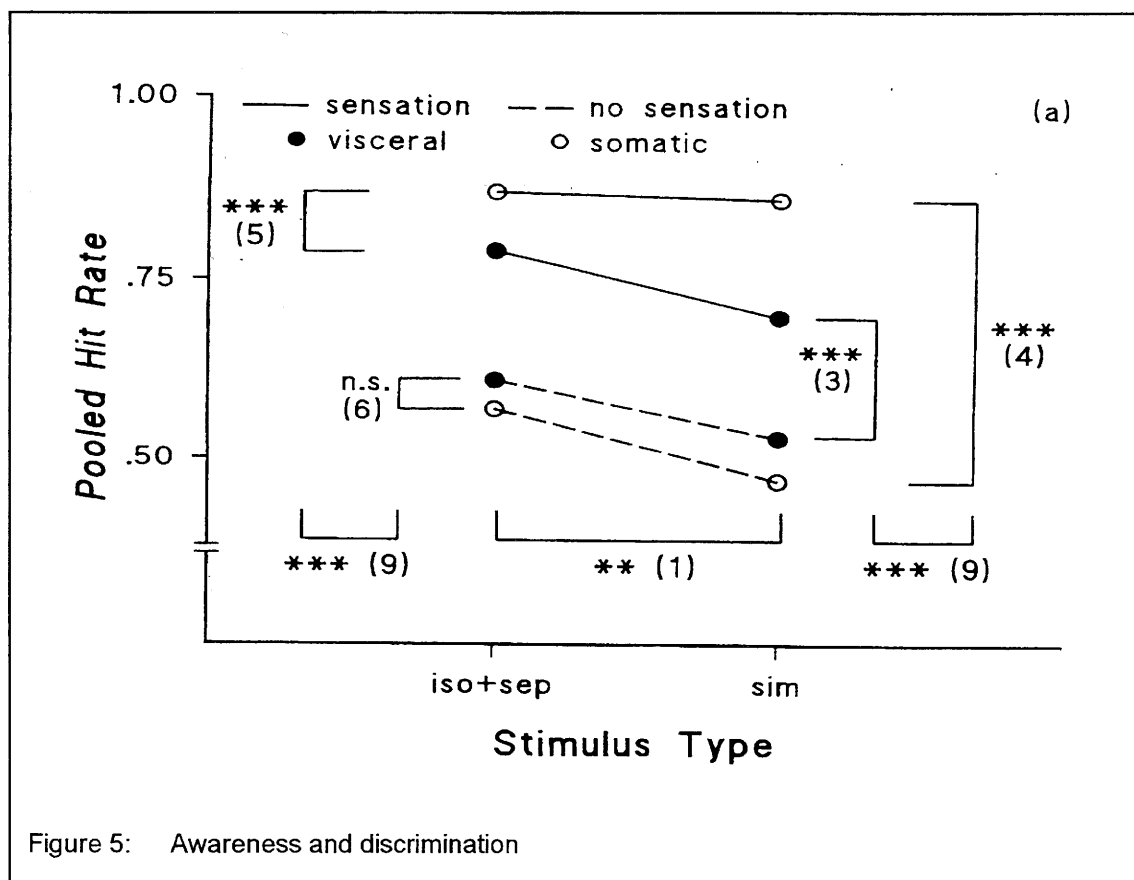 1.00
sensation
no sensation
(a)
visceral
somatic
***
(5)
.75
***
(4)
***
(3)
n.s.
(6)
.50
*** (9)
** (1)
*** (9)
iso+sep
sim
Pooled Hit Rate
Stimulus Type
Figure 5: Awareness and discrimination